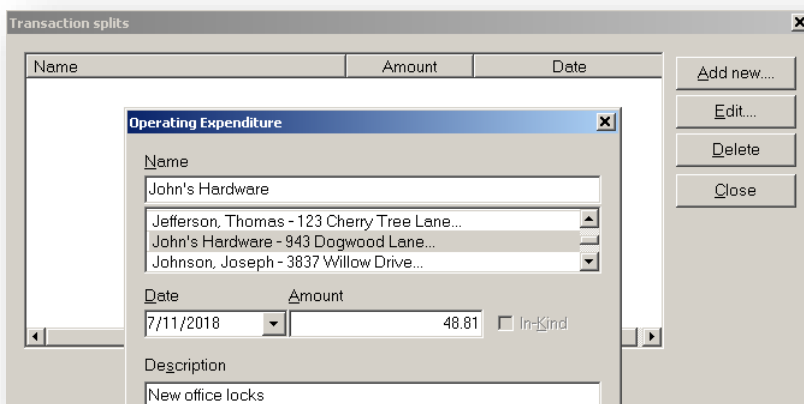 Transaction splits
Name Amount Date
Add new....
Edit....
Delete
Close
Operating Expenditure
Name
John's Hardware
Jefferson, Thomas - 123 Cherry Tree Lane...
John's Hardware - 943 Dogwood Lane...
Johnson, Joseph - 3837 Willow Drive...
Date Amount
7/11/2018 48.81 In-Kind
Description
New office locks